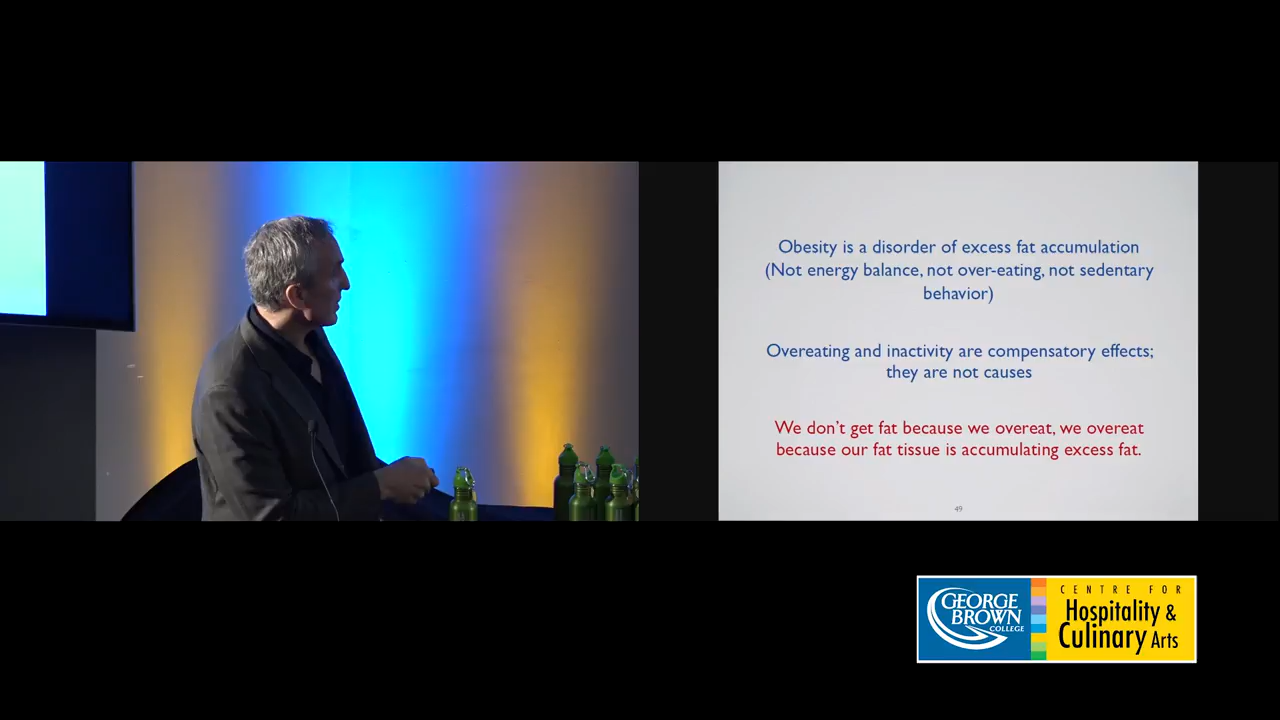 Obesity is a disorder of excess fat accumulation
(Not energy balance, not over-eating, not sedentary
behavior)
Overeating and inactivity are compensatory effects;
they are not causes
We don't get fat because we overeat, we overeat
because our fat tissue is accumulating excess fat.
49
GEORGE
BROWN
COLLEGE
CENTRE FOR
Hospitality &
Culinary Arts